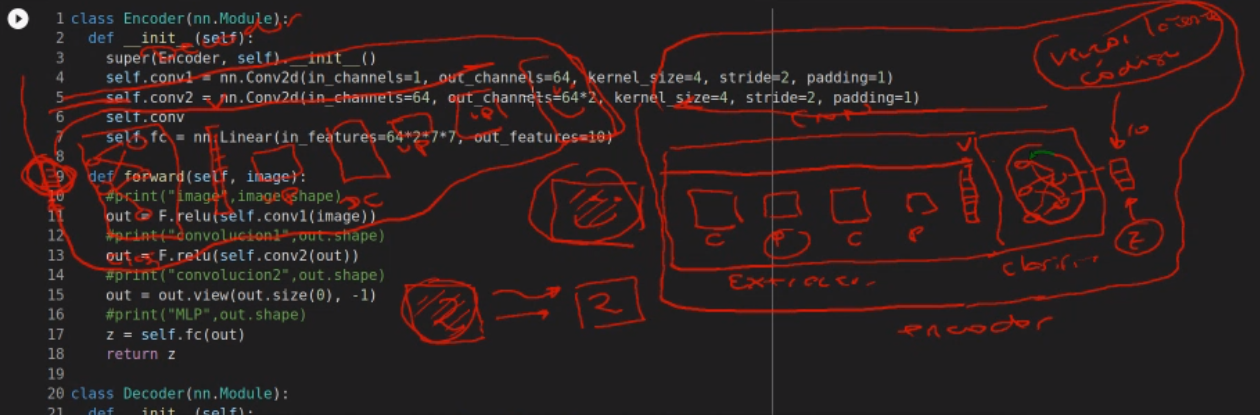 1 class Encoder(nn.Module):
2 def __init__(self):
3 super(Encoder, self).__init__()
4 self.conv1 = nn.Conv2d(in_channels=1, out_channels=64, kernel_size=4, stride=2, padding=1)
5 self.conv2 = nn.Conv2d(in_channels=64, out_channels=64*2, kernel_size=4, stride=2, padding=1)
6 self.conv
7 self.fc = nn.Linear(in_features=64*2*7*7, out_features=10)
8
9 def forward(self, image):
10 #print("image",image.shape)
11 out = F.relu(self.conv1(image))
12 #print("convolucion1",out.shape)
13 out = F.relu(self.conv2(out))
14 #print("convolucion2",out.shape)
15 out = out.view(out.size(0), -1)
16 #print("MLP",out.shape)
17 z = self.fc(out)
18 return z
19
20 class Decoder(nn.Module):
21 def __init__(self):
vector latente
código
10
V
C P C P
Z
encoder
2
2
UP